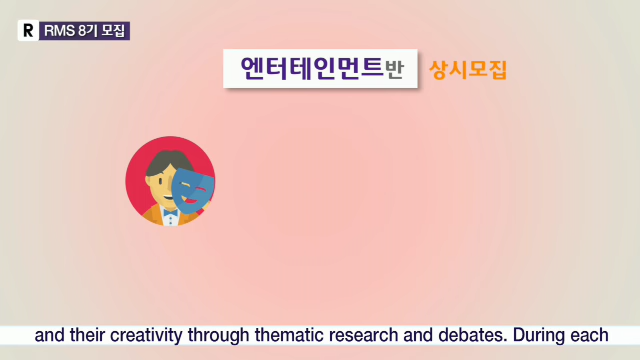 R RMS 8기 모집
엔터테인먼트반 상시모집
and their creativity through thematic research and debates. During each